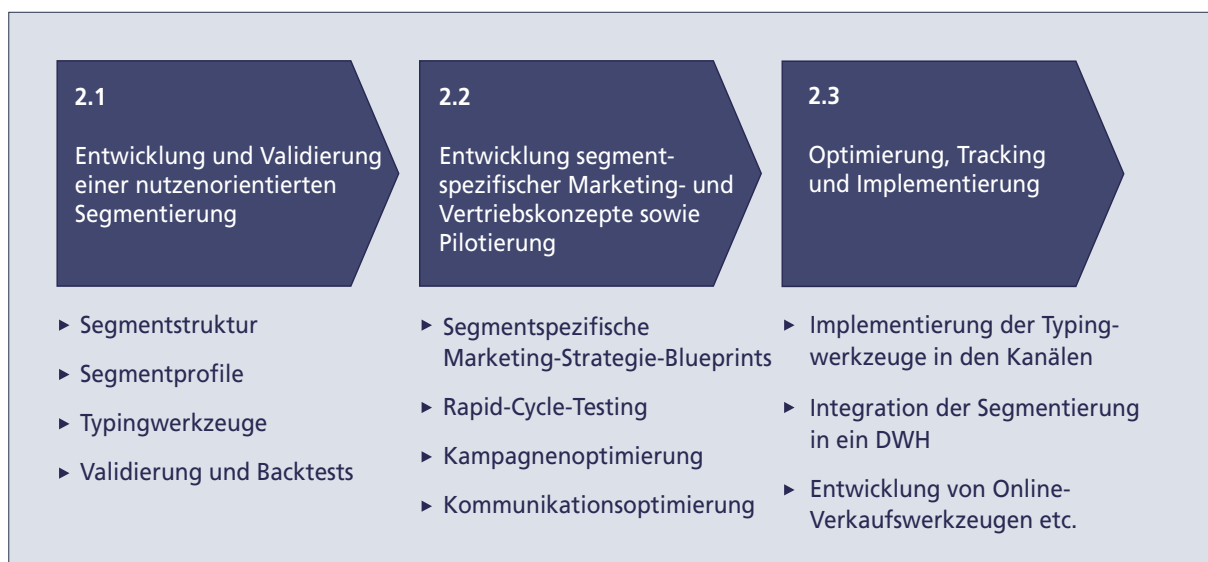 2.1
Entwicklung und Validierung
einer nutzenorientierten
Segmentierung
▸ Segmentstruktur
▸ Segmentprofile
▸ Typingwerkzeuge
▸ Validierung und Backtests
2.2
Entwicklung segment-
spezifischer Marketing- und
Vertriebskonzepte sowie
Pilotierung
▸ Segmentspezifische
Marketing-Strategie-Blueprints
▸ Rapid-Cycle-Testing
▸ Kampagnenoptimierung
▸ Kommunikationsoptimierung
2.3
Optimierung, Tracking
und Implementierung
▸ Implementierung der Typing-
werkzeuge in den Kanälen
▸ Integration der Segmentierung
in ein DWH
▸ Entwicklung von Online-
Verkaufswerkzeugen etc.